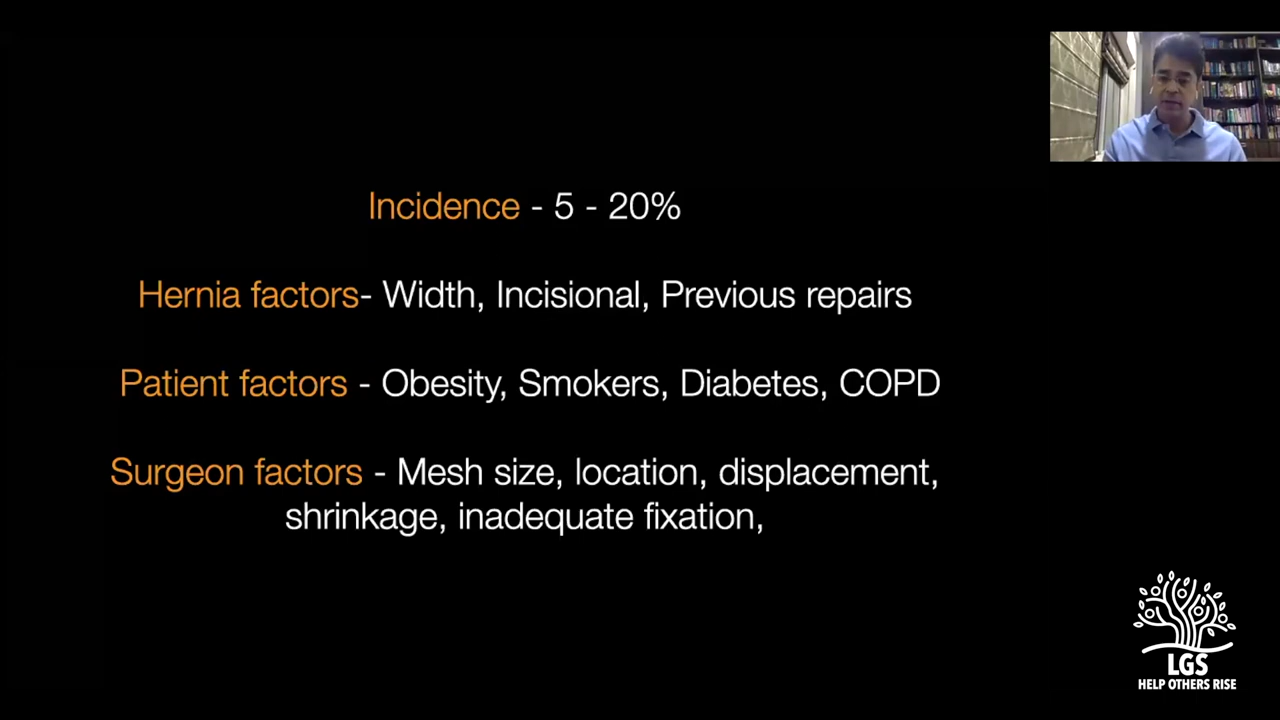 Incidence - 5 - 20%
Hernia factors- Width, Incisional, Previous repairs
Patient factors - Obesity, Smokers, Diabetes, COPD
Surgeon factors - Mesh size, location, displacement,
shrinkage, inadequate fixation,
LGS
HELP OTHERS RISE